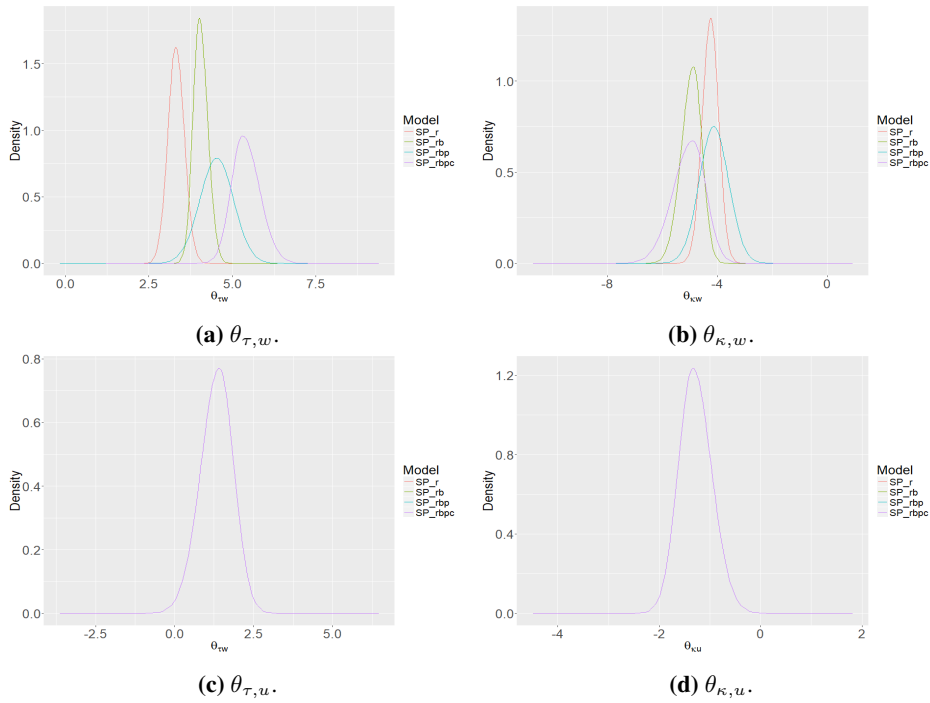 Density
1.5
1.0
0.5
0.0
0.0
2.5
5.0
7.5
θτw
Model
SP_r
SP_rb
SP_rbp
SP_rbpc
(a) θτ,w.
Density
1.0
0.5
0.0
-8
-4
0
θκw
Model
SP_r
SP_rb
SP_rbp
SP_rbpc
(b) θκ,w.
Density
0.8
0.6
0.4
0.2
0.0
-2.5
0.0
2.5
5.0
θτw
Model
SP_r
SP_rb
SP_rbp
SP_rbpc
(c) θτ,u.
Density
1.2
0.8
0.4
0.0
-4
-2
0
2
θκu
Model
SP_r
SP_rb
SP_rbp
SP_rbpc
(d) θκ,u.